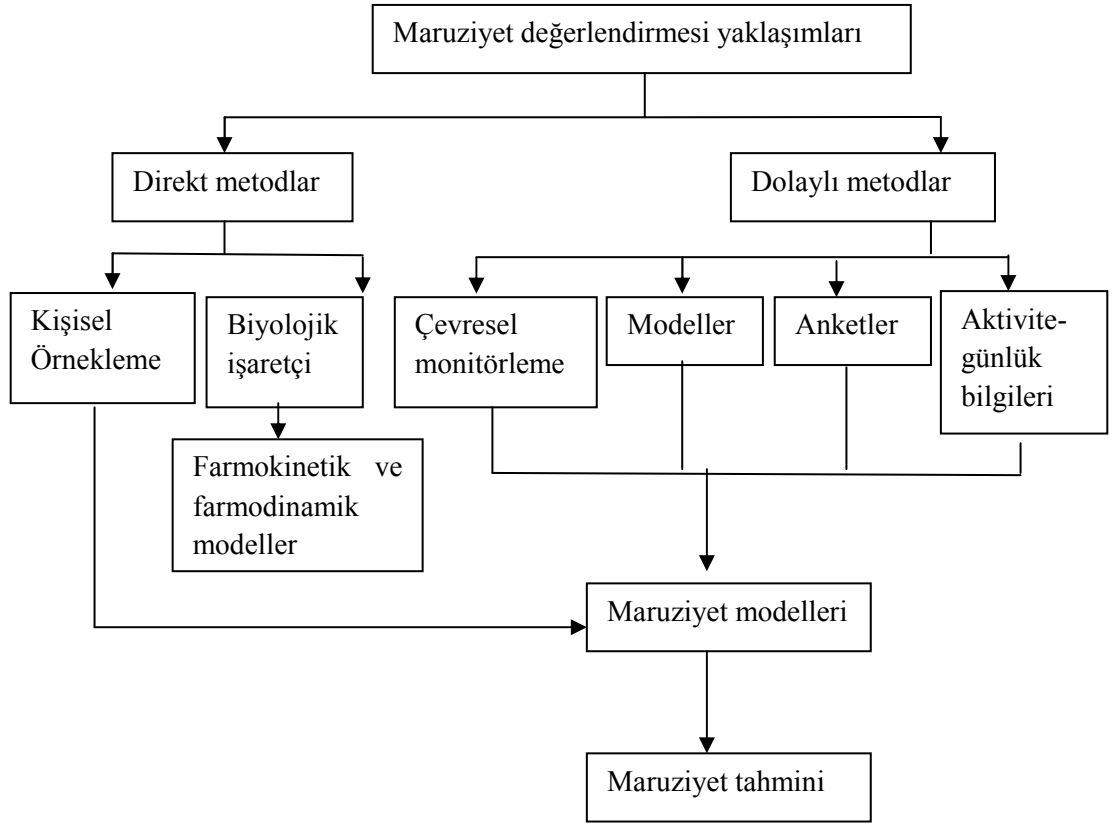 Maruziyet değerlendirmesi yaklaşımları
Direkt metodlar
Dolaylı metodlar
Kişisel
Örnekleme
Biyolojik
işaretçi
Çevresel
monitörleme
Modeller
Anketler
Aktivite-
günlük
bilgileri
Farmokinetik ve
farmodinamik
modeller
Maruziyet modelleri
Maruziyet tahmini